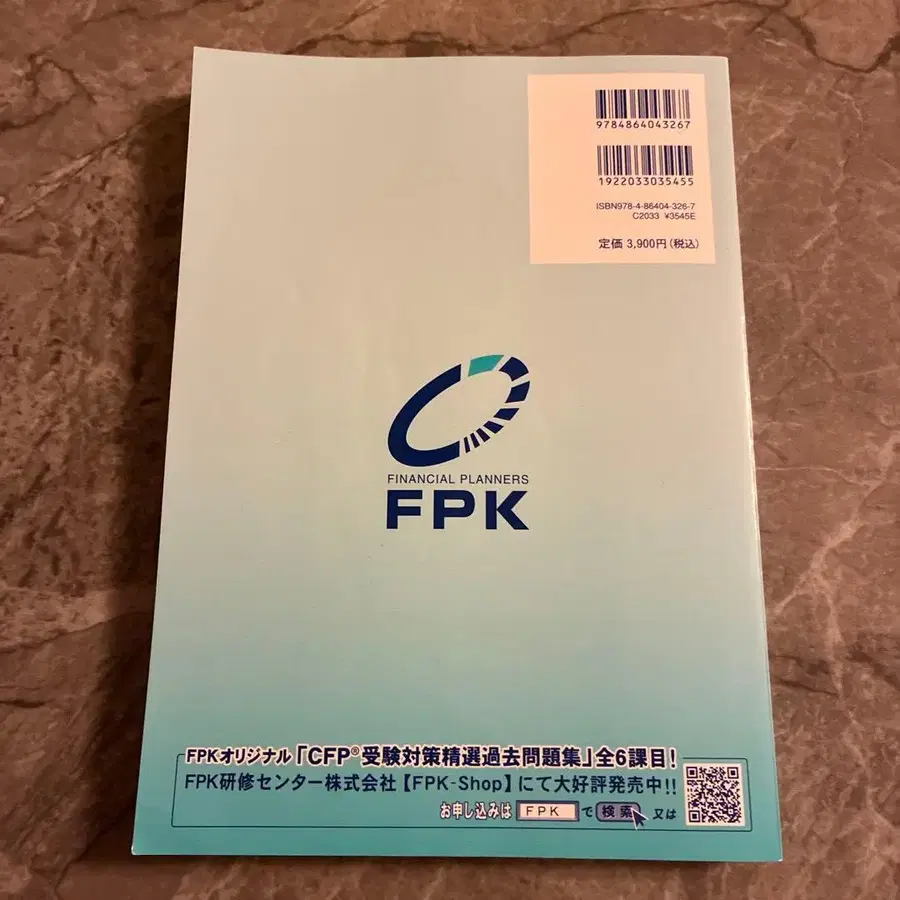 9784864043267
1922033035455
ISBN978-4-86404-326-7
C2033 ¥3545E
定価 3,900円(税込)
FINANCIAL PLANNERS
FPK
FPKオリジナル「CFP®受験対策精選過去問題集」全6課目!
FPK研修センター株式会社【FPK-Shop】にて大好評発売中!!
お申し込みは FPK で 検索 又は